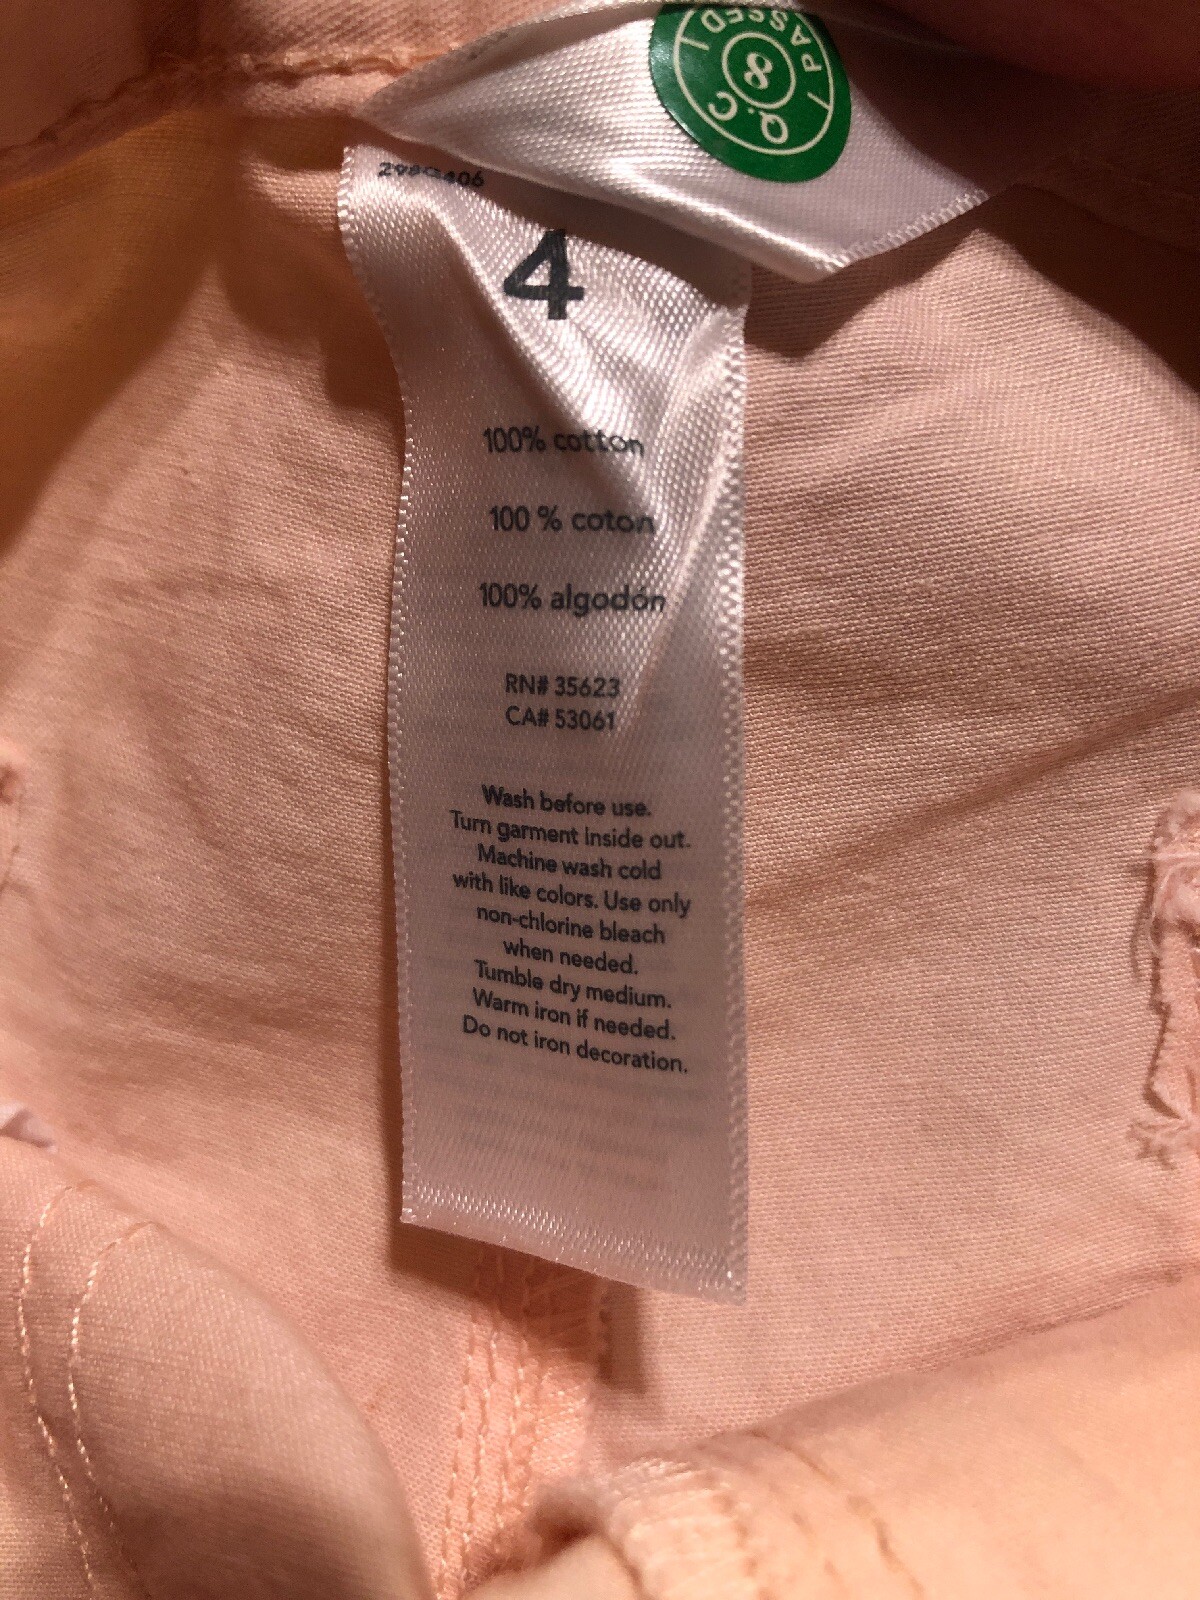 Q.C PASSED
8
4
100% cotton
100 % coton
100% algodón
RN# 35623
CA# 53061
Wash before use.
Turn garment inside out.
Machine wash cold
with like colors. Use only
non-chlorine bleach
when needed.
Tumble dry medium.
Warm iron if needed.
Do not iron decoration.